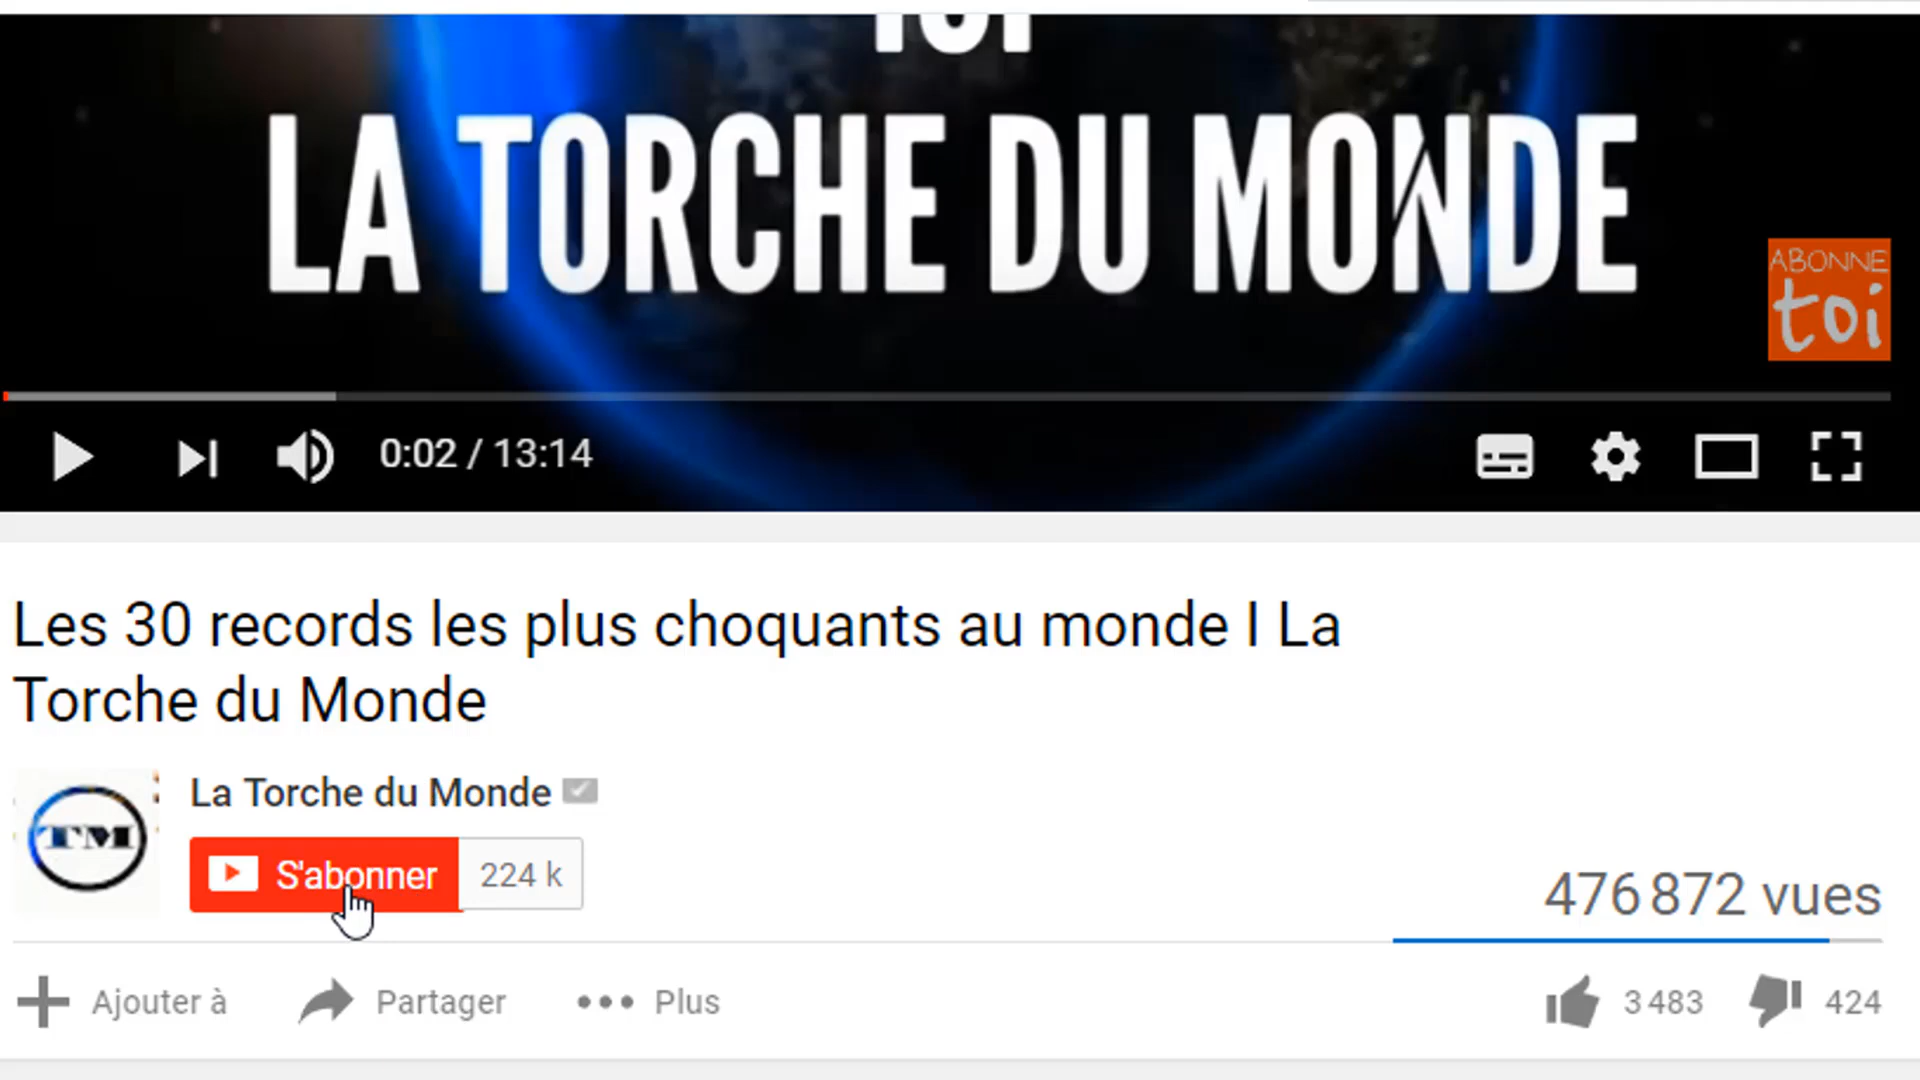 ICI
LA TORCHE DU MONDE
ABONNE
toi
0:02 / 13:14
Les 30 records les plus choquants au monde I La
Torche du Monde
TM
La Torche du Monde
S'abonner 224 k
476 872 vues
Ajouter à Partager Plus 3 483 424